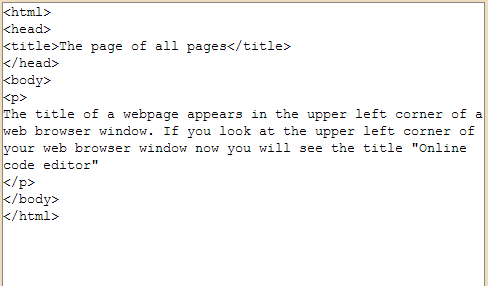 <html>
<head>
<title>The page of all pages</title>
</head>
<body>
<p>
The title of a webpage appears in the upper left corner of a
web browser window. If you look at the upper left corner of
your web browser window now you will see the title "Online
code editor"
</p>
</body>
</html>